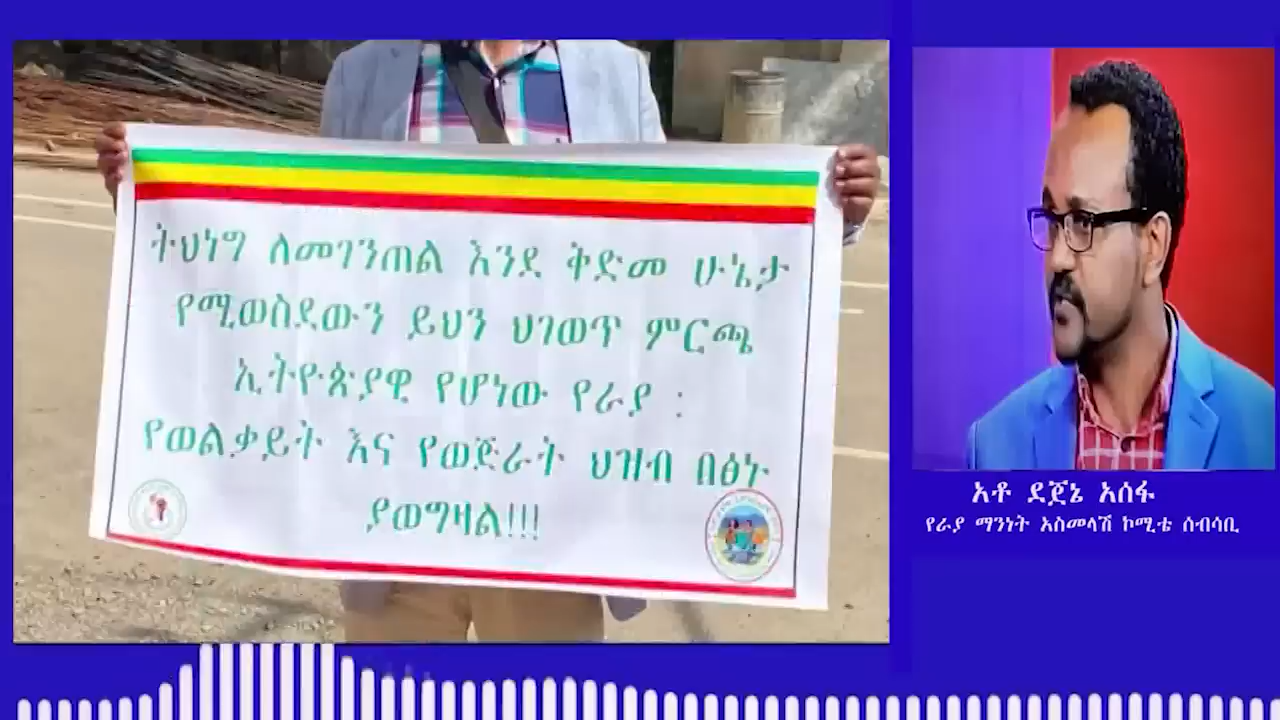 ትህነግ ለመገንጠል እንደ ቅድመ ሁኔታ
የሚወስደውን ይህን ህገወጥ ምርጫ
ኢትዮጵያዊ የሆነው የራያ :
የወልቃይት እና የወጅራት ህዝብ በፅኑ
ያወግዛል!!!
አቶ ደጀኔ አሰፋ
የራያ ማንነት አስመላሽ ኮሚቴ ሰብሳቢ